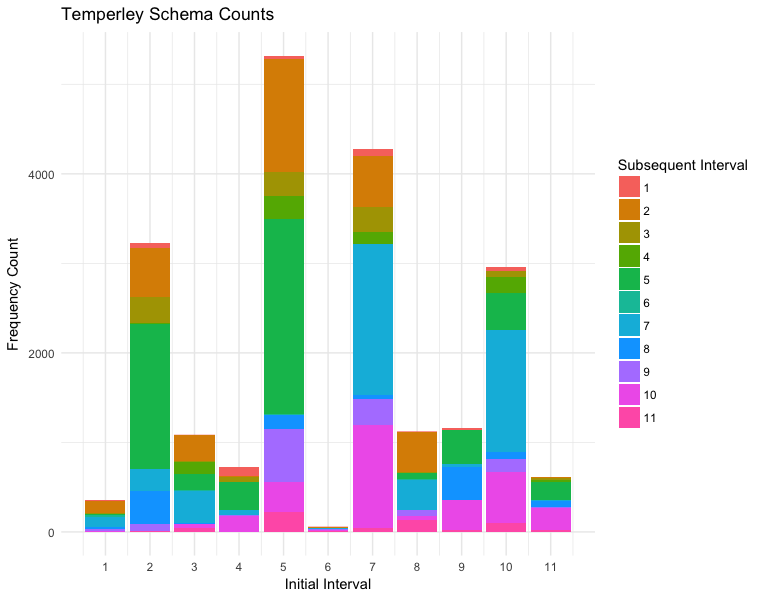 Temperley Schema Counts
Frequency Count
4000
2000
0
1 2 3 4 5 6 7 8 9 10 11
Initial Interval
Subsequent Interval
1
2
3
4
5
6
7
8
9
10
11